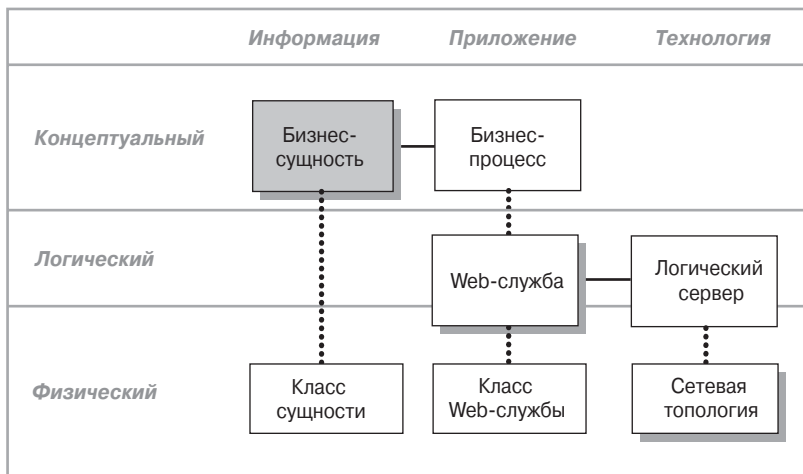 Информация Приложение Технология
Концептуальный
Бизнес-
сущность
Бизнес-
процесс
Логический
Web-служба
Логический
сервер
Физический
Класс
сущности
Класс
Web-службы
Сетевая
топология